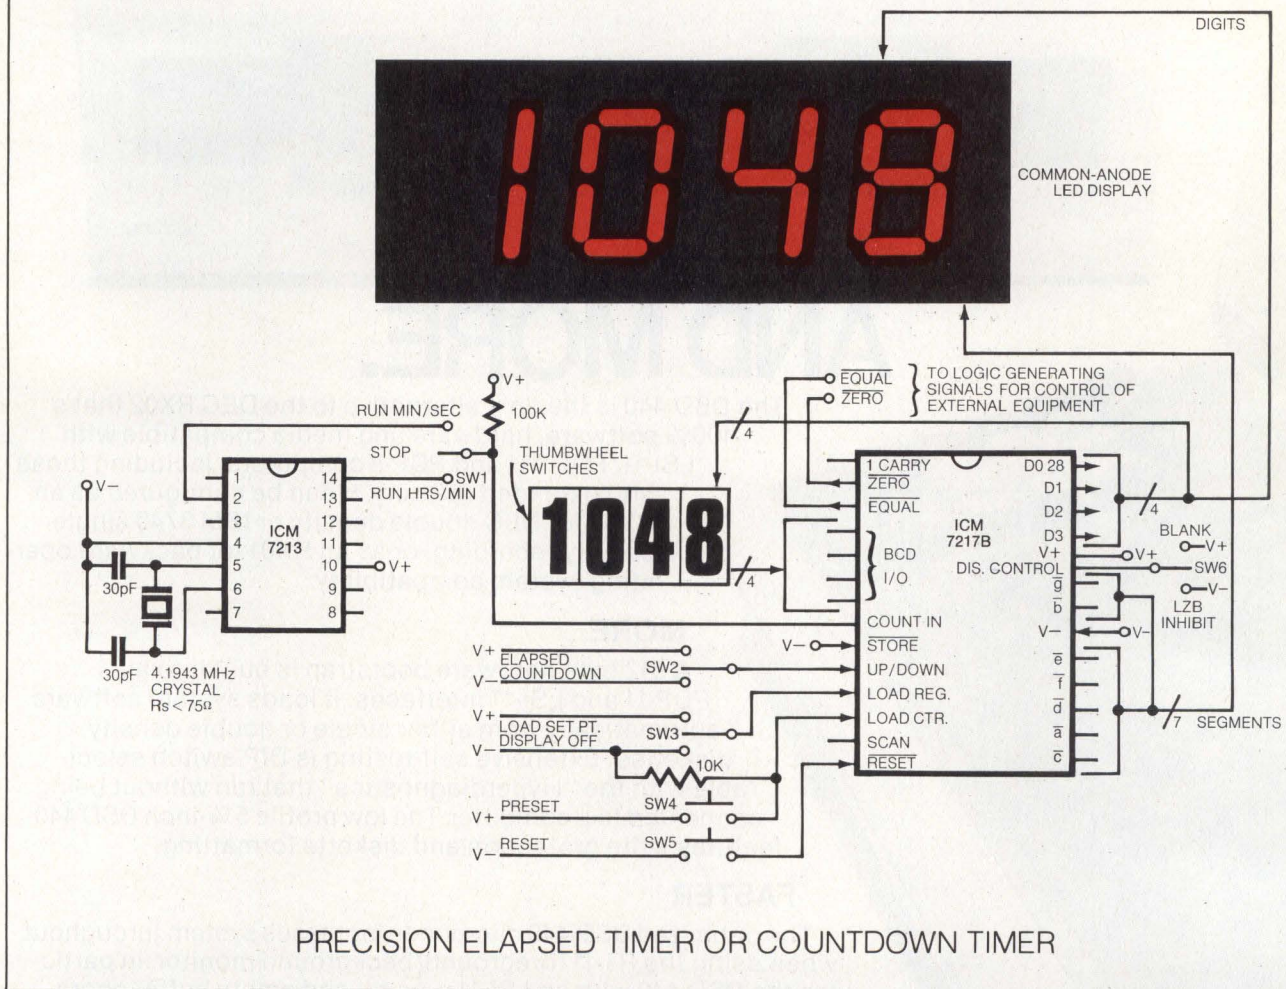 DIGITS
1048
COMMON-ANODE
LED DISPLAY
V+
100K
RUN MIN/SEC
STOP
SW1
RUN HRS/MIN
THUMBWHEEL
SWITCHES
1048
4
4
EQUAL
ZERO
TO LOGIC GENERATING
SIGNALS FOR CONTROL OF
EXTERNAL EQUIPMENT
V−
1
2
3
4
5
6
7
ICM
7213
14
13
12
11
10
9
8
V+
30pF
30pF
4.1943 MHz
CRYSTAL
Rs<75Ω
1 CARRY
ZERO
EQUAL
BCD
I/O
COUNT IN
STORE
UP/DOWN
LOAD REG.
LOAD CTR.
SCAN
RESET
ICM
7217B
D0 28
D1
D2
D3
V+
DIS. CONTROL
g
b
V−
e
f
d
a
c
4
BLANK
V+
V+
SW6
V−
LZB
INHIBIT
V−
7
SEGMENTS
V−
V+
ELAPSED
COUNTDOWN
V−
SW2
V+
LOAD SET PT.
DISPLAY OFF
V−
SW3
10K
PRESET
V+
SW4
RESET
V−
SW5
PRECISION ELAPSED TIMER OR COUNTDOWN TIMER